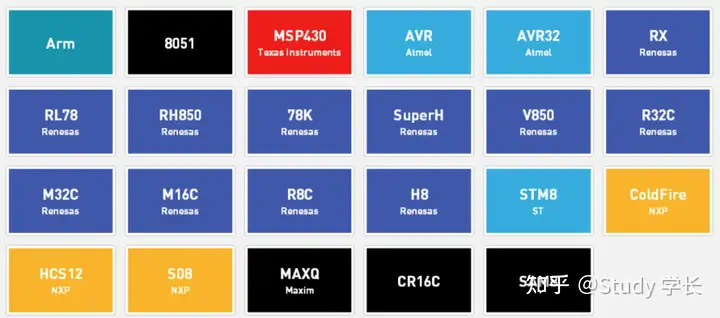 Arm
8051
MSP430
Texas Instruments
AVR
Atmel
AVR32
Atmel
RX
Renesas
RL78
Renesas
RH850
Renesas
78K
Renesas
SuperH
Renesas
V850
Renesas
R32C
Renesas
M32C
Renesas
M16C
Renesas
R8C
Renesas
H8
Renesas
STM8
ST
ColdFire
NXP
HCS12
NXP
S08
NXP
MAXQ
Maxim
CR16C
知乎 @Study 学长